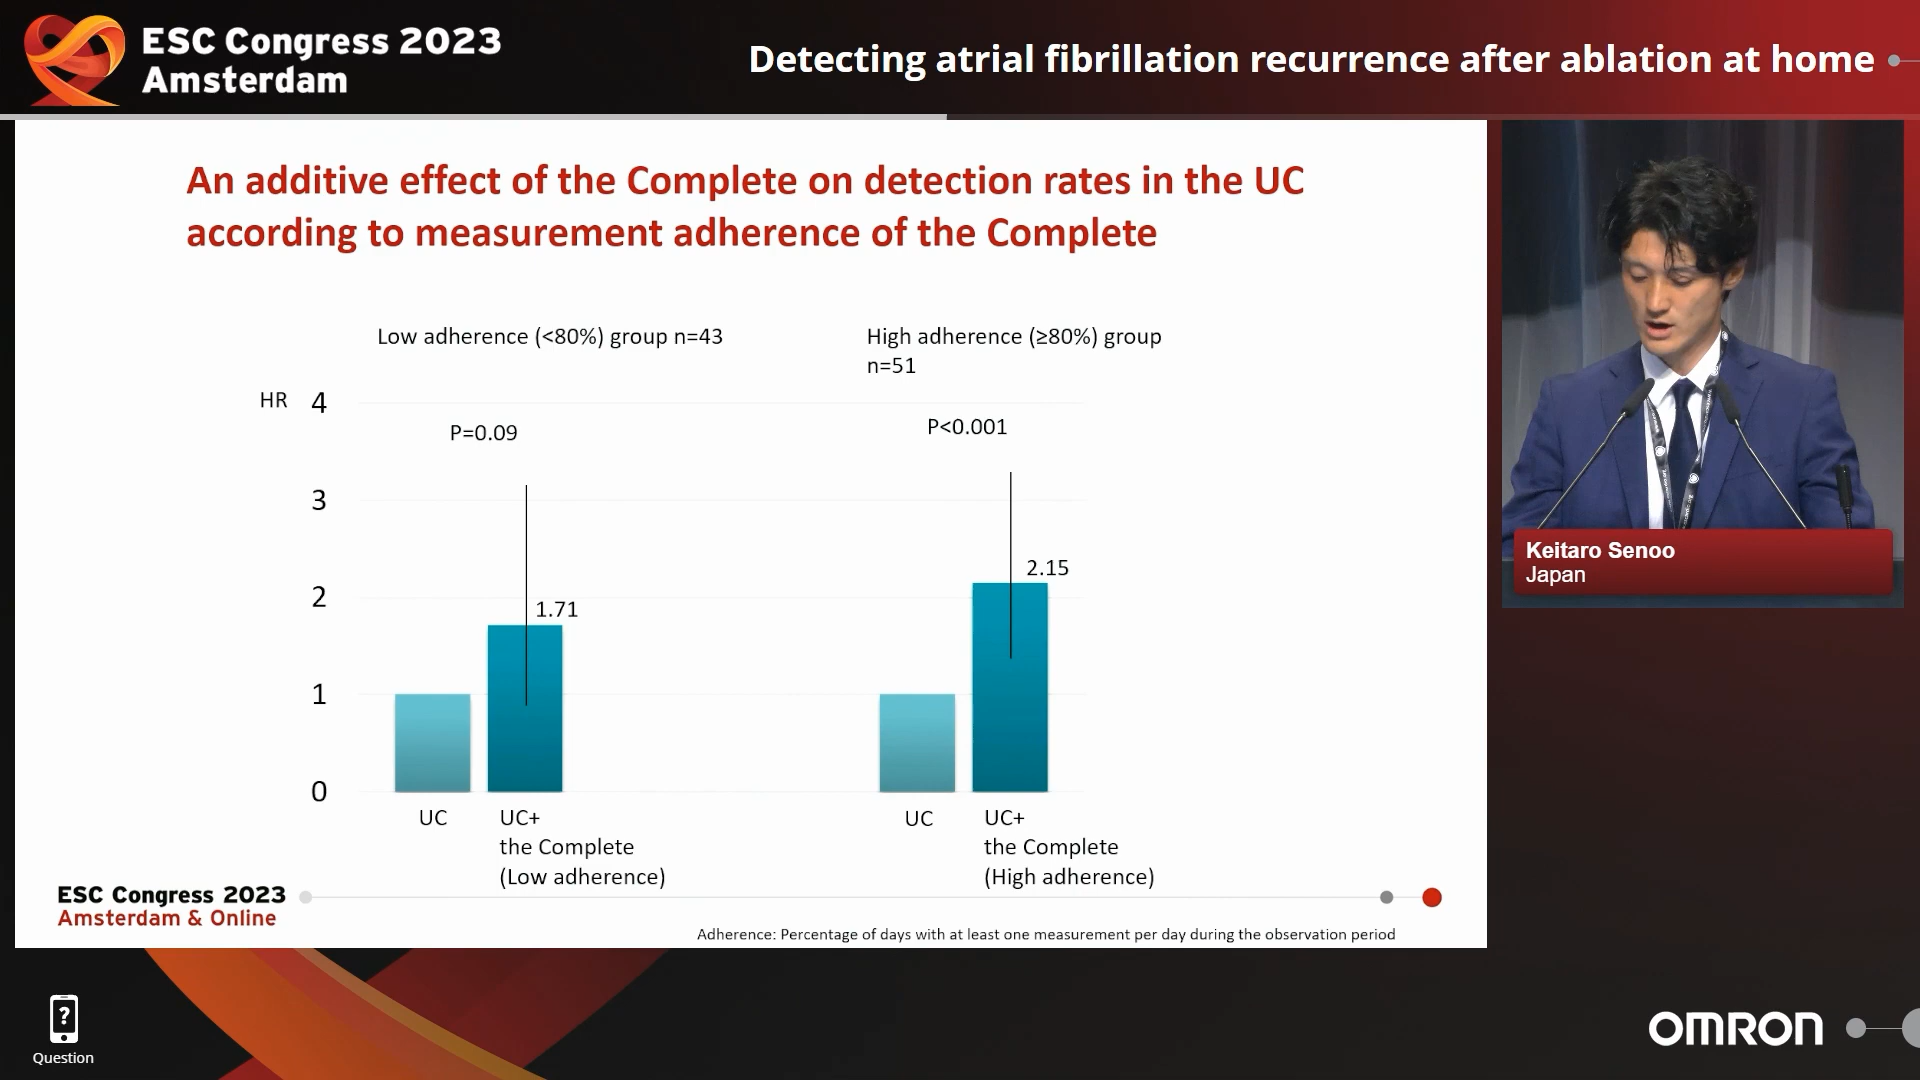 ESC Congress 2023
Amsterdam
Detecting atrial fibrillation recurrence after ablation at home
An additive effect of the Complete on detection rates in the UC
according to measurement adherence of the Complete
Low adherence (<80%) group n=43
High adherence (≥80%) group
n=51
HR
4
3
2
1
0
P=0.09
1.71
P<0.001
2.15
UC
UC+
the Complete
(Low adherence)
UC
UC+
the Complete
(High adherence)
ESC Congress 2023
Amsterdam & Online
Adherence: Percentage of days with at least one measurement per day during the observation period
Keitaro Senoo
Japan
?
Question
OMRON